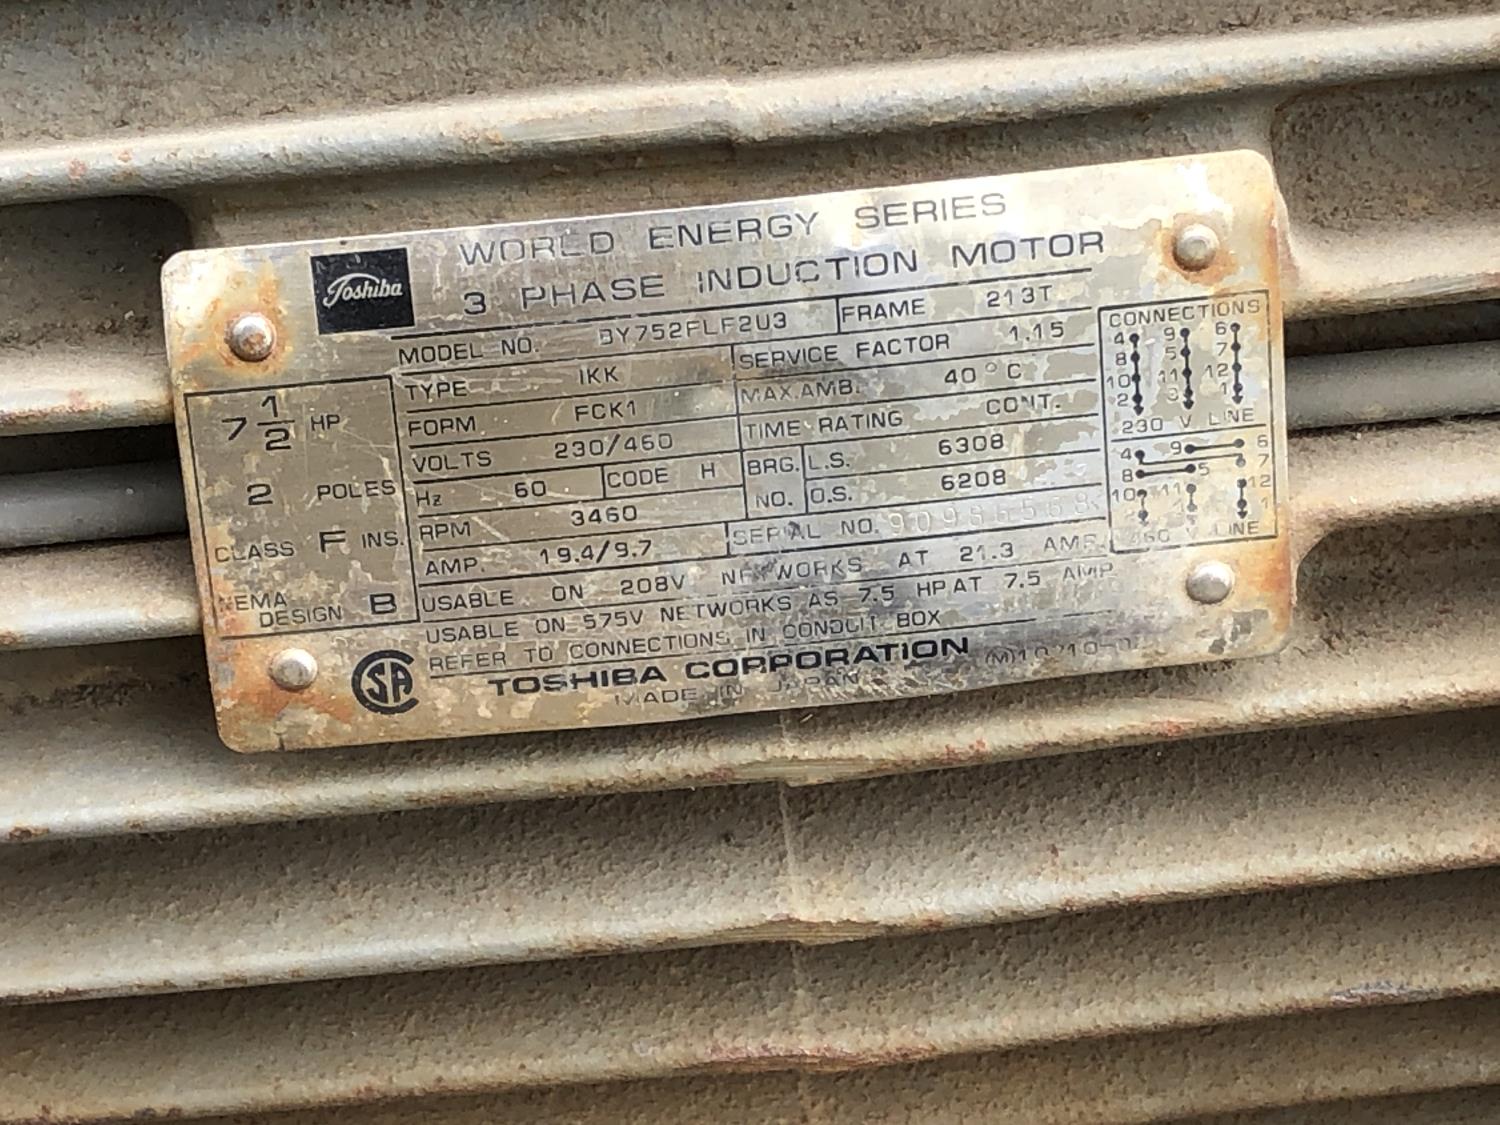 Toshiba
WORLD ENERGY SERIES
3 PHASE INDUCTION MOTOR
MODEL NO. BY752FLF2U3
FRAME 213T
TYPE IKK
SERVICE FACTOR 1.15
FORM FCK1
MAX. AMB. 40°C
VOLTS 230/460
TIME RATING CONT.
Hz 60 CODE H
BRG. NO. L.S. 6308
O.S. 6208
RPM 3460
AMP. 19.4/9.7
SERIAL NO.
USABLE ON 208V NETWORKS AT 21.3 AMP.
USABLE ON 575V NETWORKS AS 7.5 HP AT 7.5 AMP
REFER TO CONNECTIONS IN CONDUIT BOX
TOSHIBA CORPORATION
MADE IN JAPAN
7 1/2 HP
2 POLES
CLASS F INS.
NEMA
DESIGN B
SA
CONNECTIONS
4 9 6
8 5 7
10 11 12
2 3 1
230 V LINE
4 9 6
8 5 7
10 11 12
1
460 V LINE